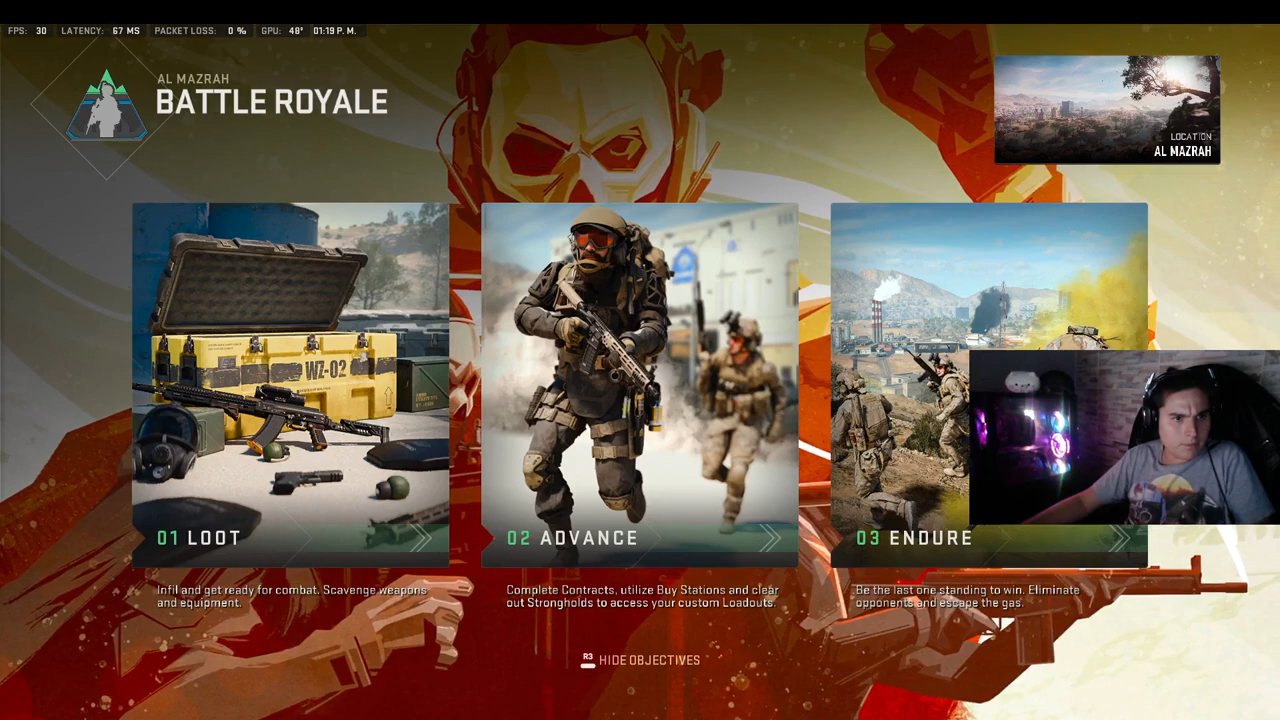 FPS: 30 LATENCY: 67 MS PACKET LOSS: 0 % GPU: 48° 01:19 P. M.
AL MAZRAH
BATTLE ROYALE
LOCATION
AL MAZRAH
WZ-02
01 LOOT
02 ADVANCE
03 ENDURE
Infil and get ready for combat. Scavenge weapons
and equipment.
Complete Contracts, utilize Buy Stations and clear
out Strongholds to access your custom Loadouts.
Be the last one standing to win. Eliminate
opponents and escape the gas.
R3 HIDE OBJECTIVES